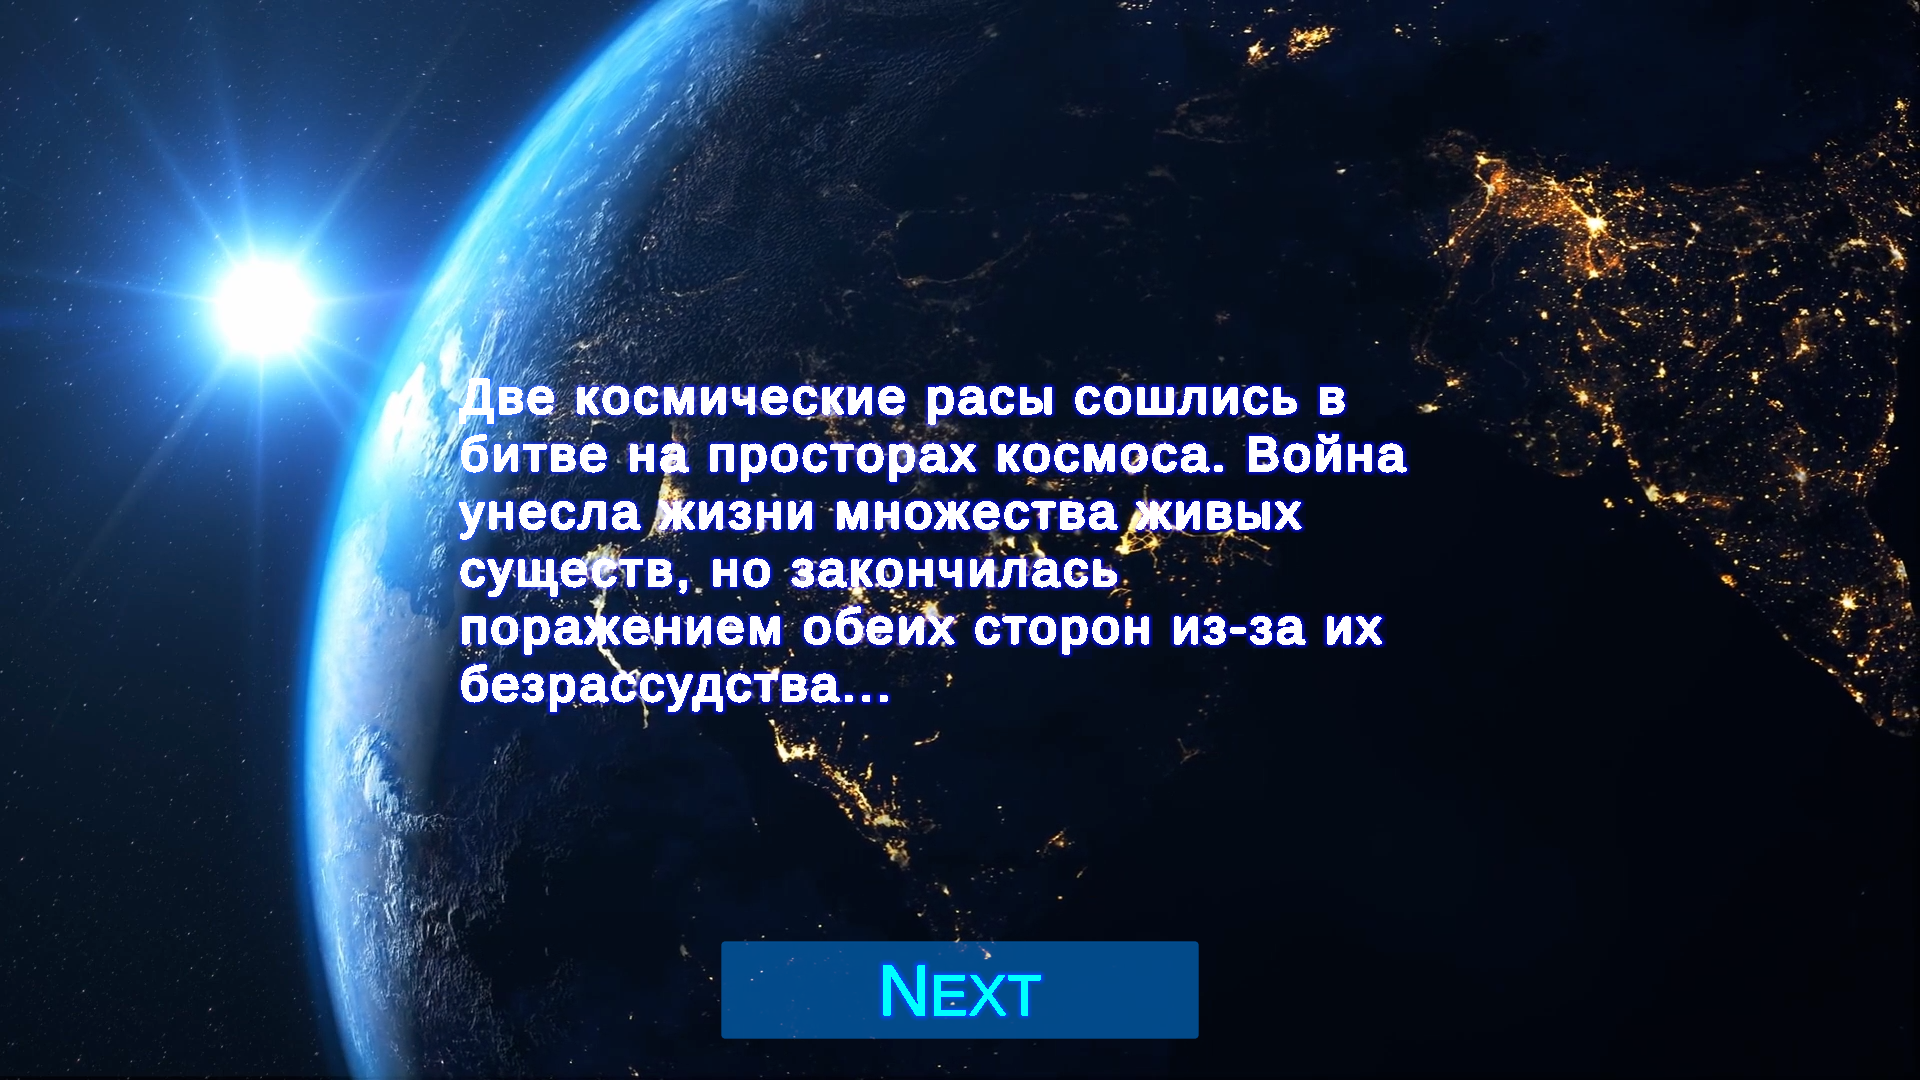 Две космические расы сошлись в
битве на просторах космоса. Война
унесла жизни множества живых
существ, но закончилась
поражением обеих сторон из-за их
безрассудства...
Next